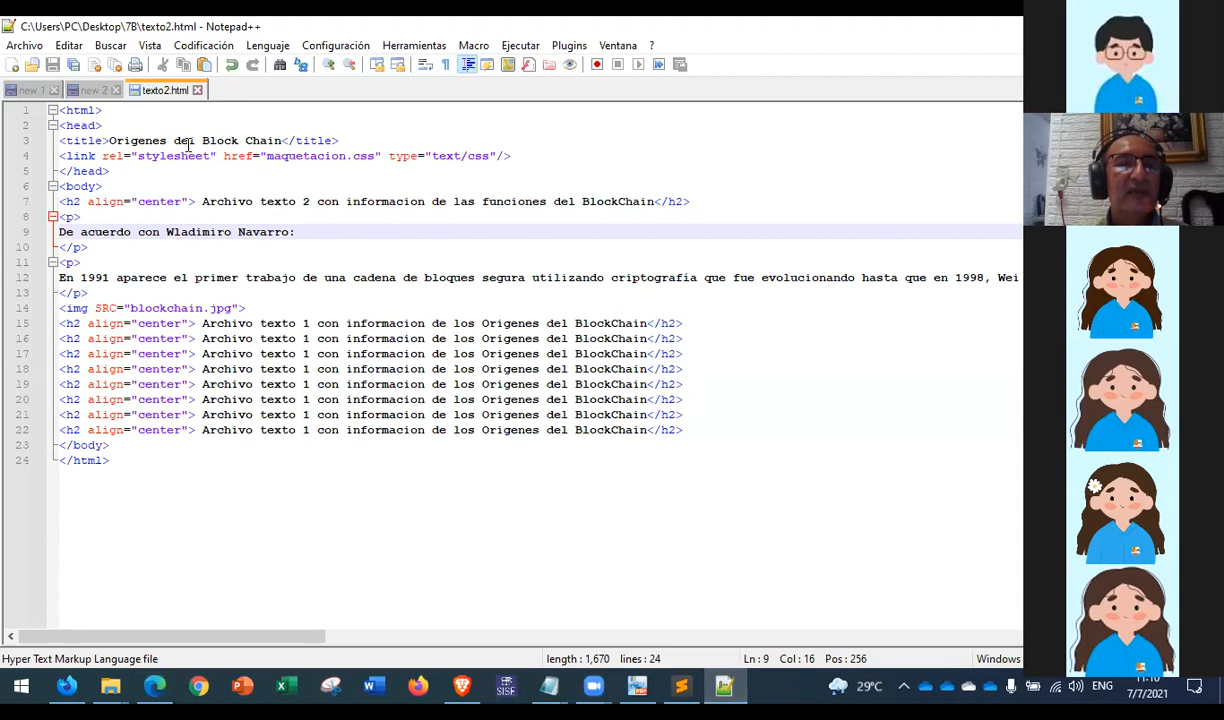 C:\Users\PC\Desktop\7B\texto2.html - Notepad++
Archivo Editar Buscar Vista Codificación Lenguaje Configuración Herramientas Macro Ejecutar Plugins Ventana ?
new 1 new 2 texto2.html
1 <html>
2 <head>
3 <title>Origenes del Block Chain</title>
4 <link rel="stylesheet" href="maquetacion.css" type="text/css"/>
5 </head>
6 <body>
7 <h2 align="center"> Archivo texto 2 con informacion de las funciones del BlockChain</h2>
8 <p>
9 De acuerdo con Wladimiro Navarro:
10 </p>
11 <p>
12 En 1991 aparece el primer trabajo de una cadena de bloques segura utilizando criptografía que fue evolucionando hasta que en 1998, Wei
13 </p>
14 <img SRC="blockchain.jpg">
15 <h2 align="center"> Archivo texto 1 con informacion de los Origenes del BlockChain</h2>
16 <h2 align="center"> Archivo texto 1 con informacion de los Origenes del BlockChain</h2>
17 <h2 align="center"> Archivo texto 1 con informacion de los Origenes del BlockChain</h2>
18 <h2 align="center"> Archivo texto 1 con informacion de los Origenes del BlockChain</h2>
19 <h2 align="center"> Archivo texto 1 con informacion de los Origenes del BlockChain</h2>
20 <h2 align="center"> Archivo texto 1 con informacion de los Origenes del BlockChain</h2>
21 <h2 align="center"> Archivo texto 1 con informacion de los Origenes del BlockChain</h2>
22 <h2 align="center"> Archivo texto 1 con informacion de los Origenes del BlockChain</h2>
23 </body>
24 </html>
Hyper Text Markup Language file length : 1,670 lines : 24 Ln : 9 Col : 16 Pos : 256 Windows
SISE 29°C ENG
7/7/2021